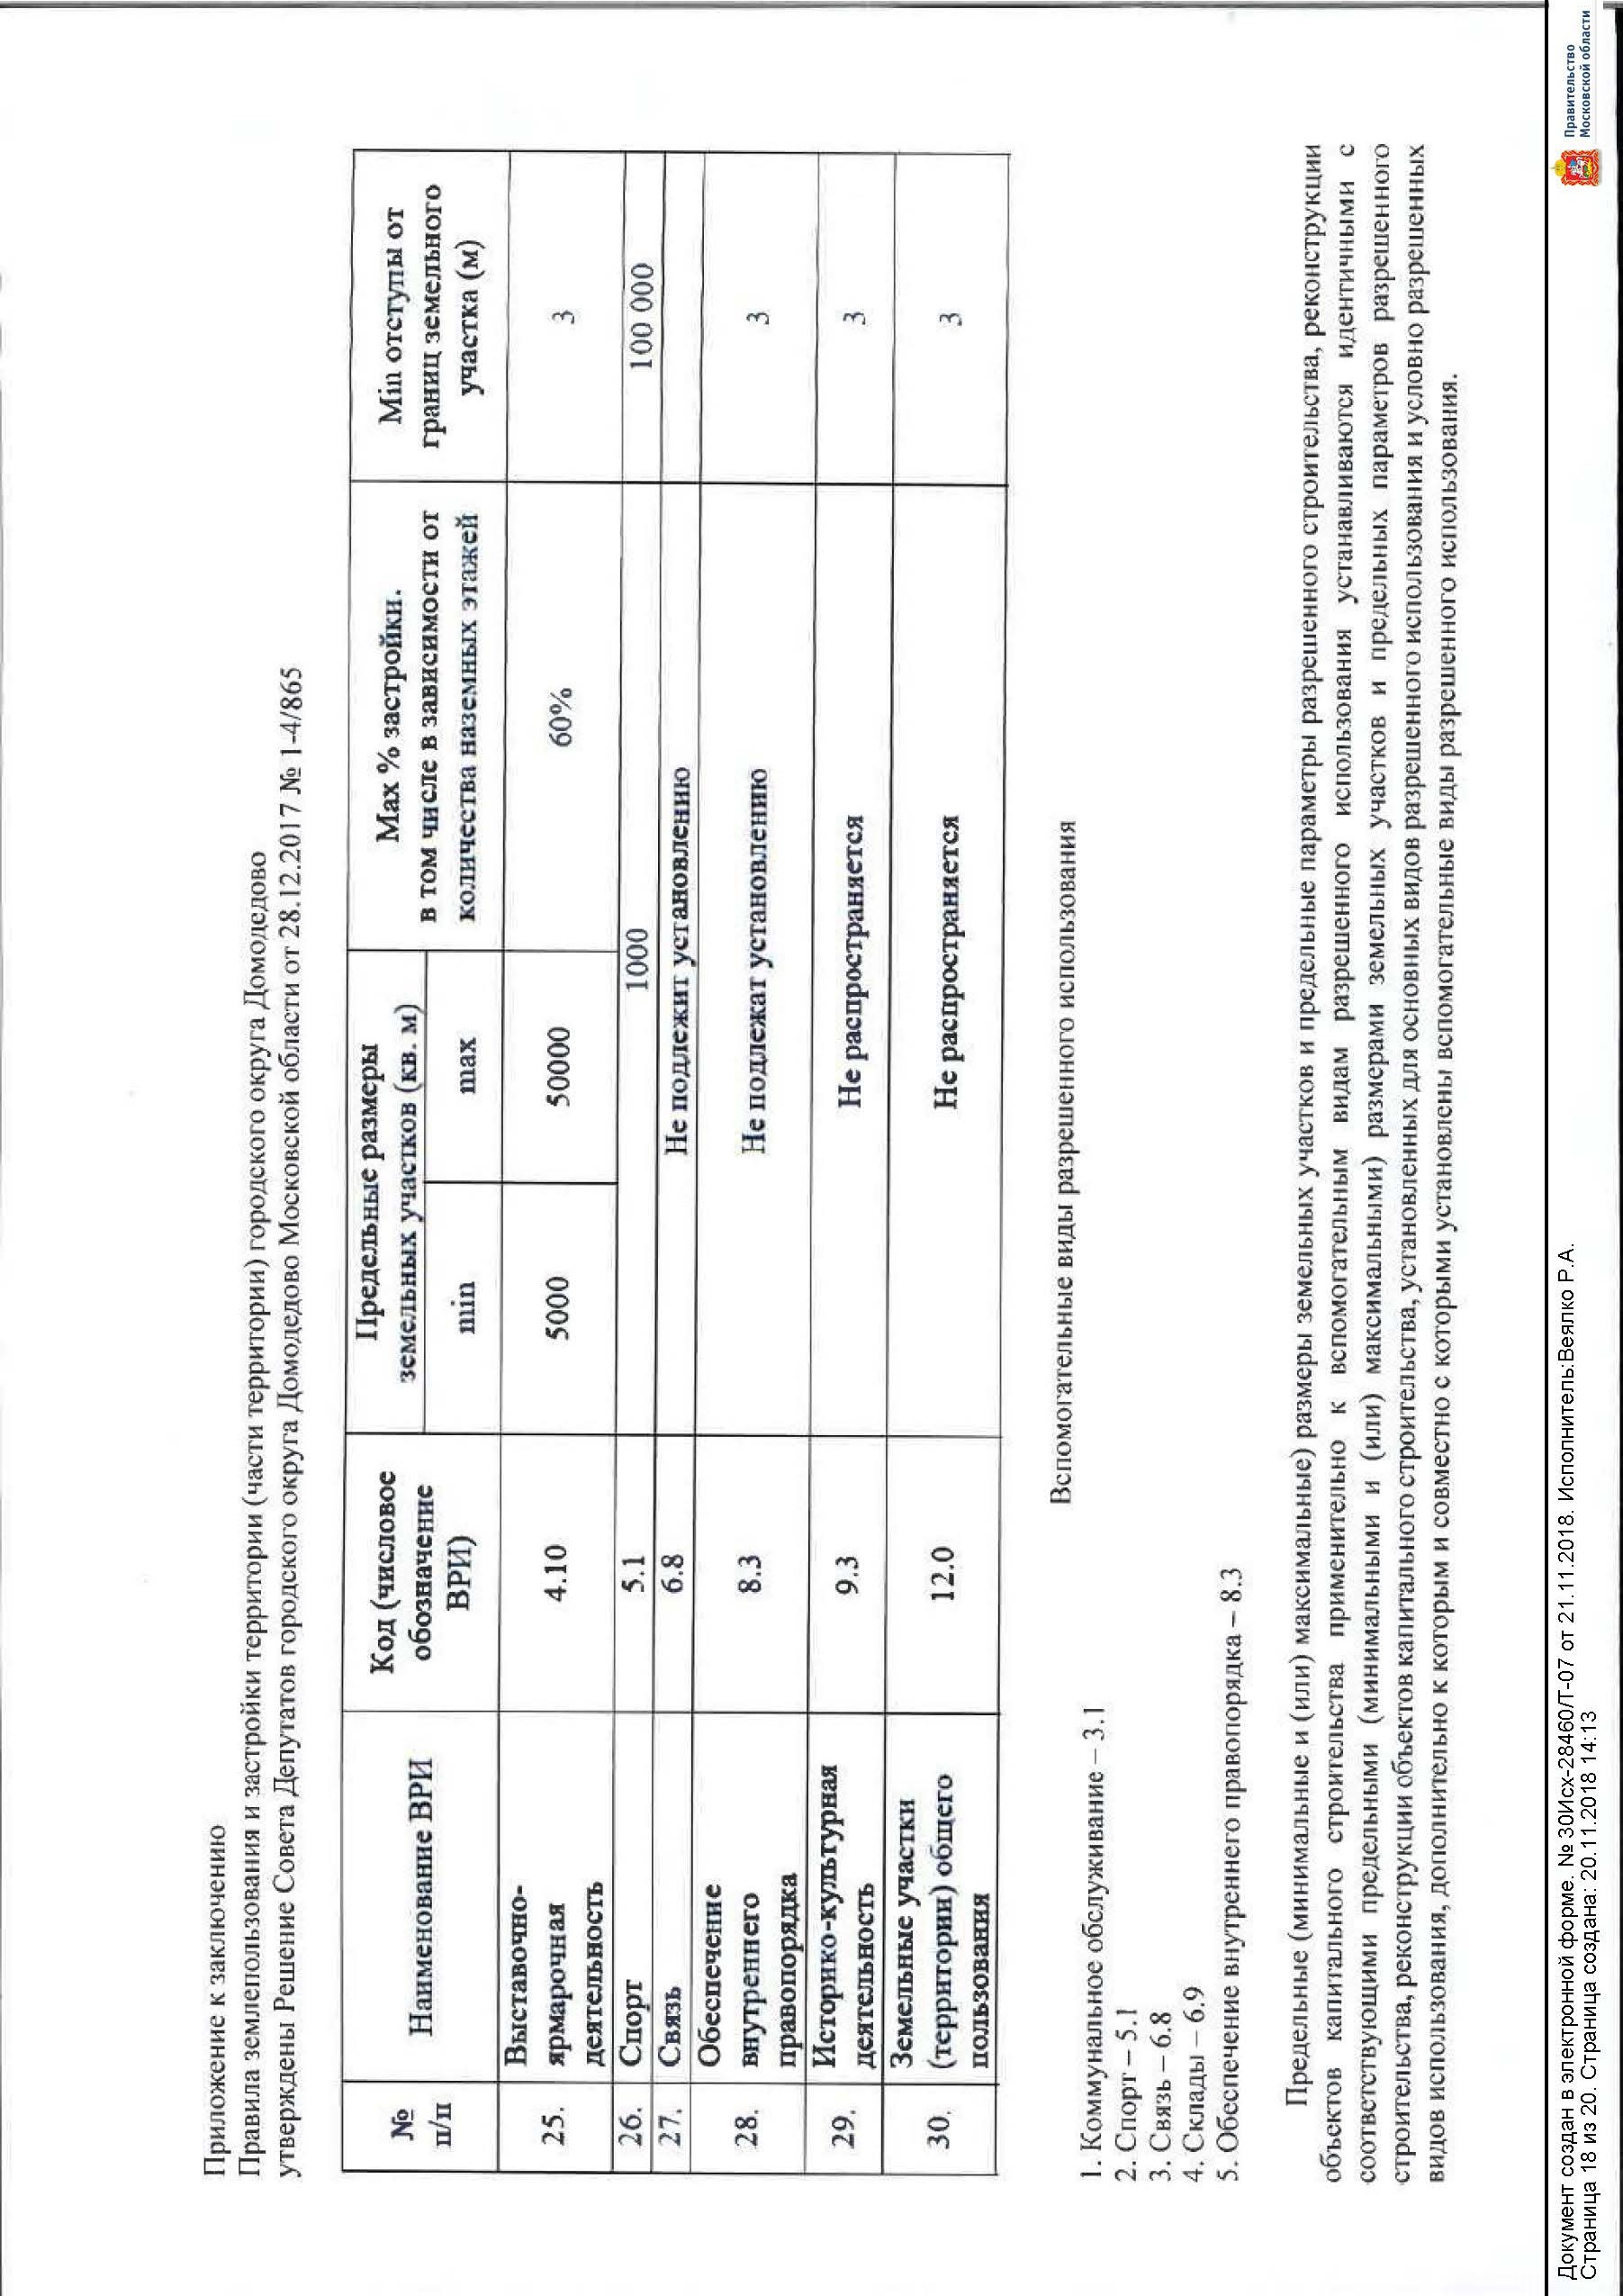 Приложение к заключению
Правила землепользования и застройки территории (части территории) городского округа Домодедово
утверждены Решение Совета Депутатов городского округа Домодедово Московской области от 28.12.2017 № 1-4/865
№ п/п
Наименование ВРИ
Код (числовое обозначение ВРИ)
Предельные размеры земельных участков (кв. м)
min
max
Max % застройки. в том числе в зависимости от количества наземных этажей
Min отступы от границ земельного участка (м)
25. Выставочно-ярмарочная деятельность 4.10 5000 50000 60% 3
26. Спорт 5.1 1000 100 000
27. Связь 6.8 Не подлежит установлению
28. Обеспечение внутреннего правопорядка 8.3 Не подлежат установлению 3
29. Историко-культурная деятельность 9.3 Не распространяется 3
30. Земельные участки (территории) общего пользования 12.0 Не распространяется 3
Вспомогательные виды разрешенного использования
1. Коммунальное обслуживание – 3.1
2. Спорт – 5.1
3. Связь – 6.8
4. Склады – 6.9
5. Обеспечение внутреннего правопорядка – 8.3
Предельные (минимальные и (или) максимальные) размеры земельных участков и предельные параметры разрешенного строительства, реконструкции
объектов капитального строительства применительно к вспомогательным видам разрешенного использования устанавливаются идентичными с
соответствующими предельными (минимальными и (или) максимальными) размерами земельных участков и предельных параметров разрешенного
строительства, реконструкции объектов капитального строительства, установленных для основных видов разрешенного использования и условно разрешенных
видов использования, дополнительно к которым и совместно с которыми установлены вспомогательные виды разрешенного использования.
Документ создан в электронной форме. № 30Исх-28460/Т-07 от 21.11.2018. Исполнитель:Веялко Р.А.
Страница 18 из 20. Страница создана: 20.11.2018 14:13
Правительство
Московской области